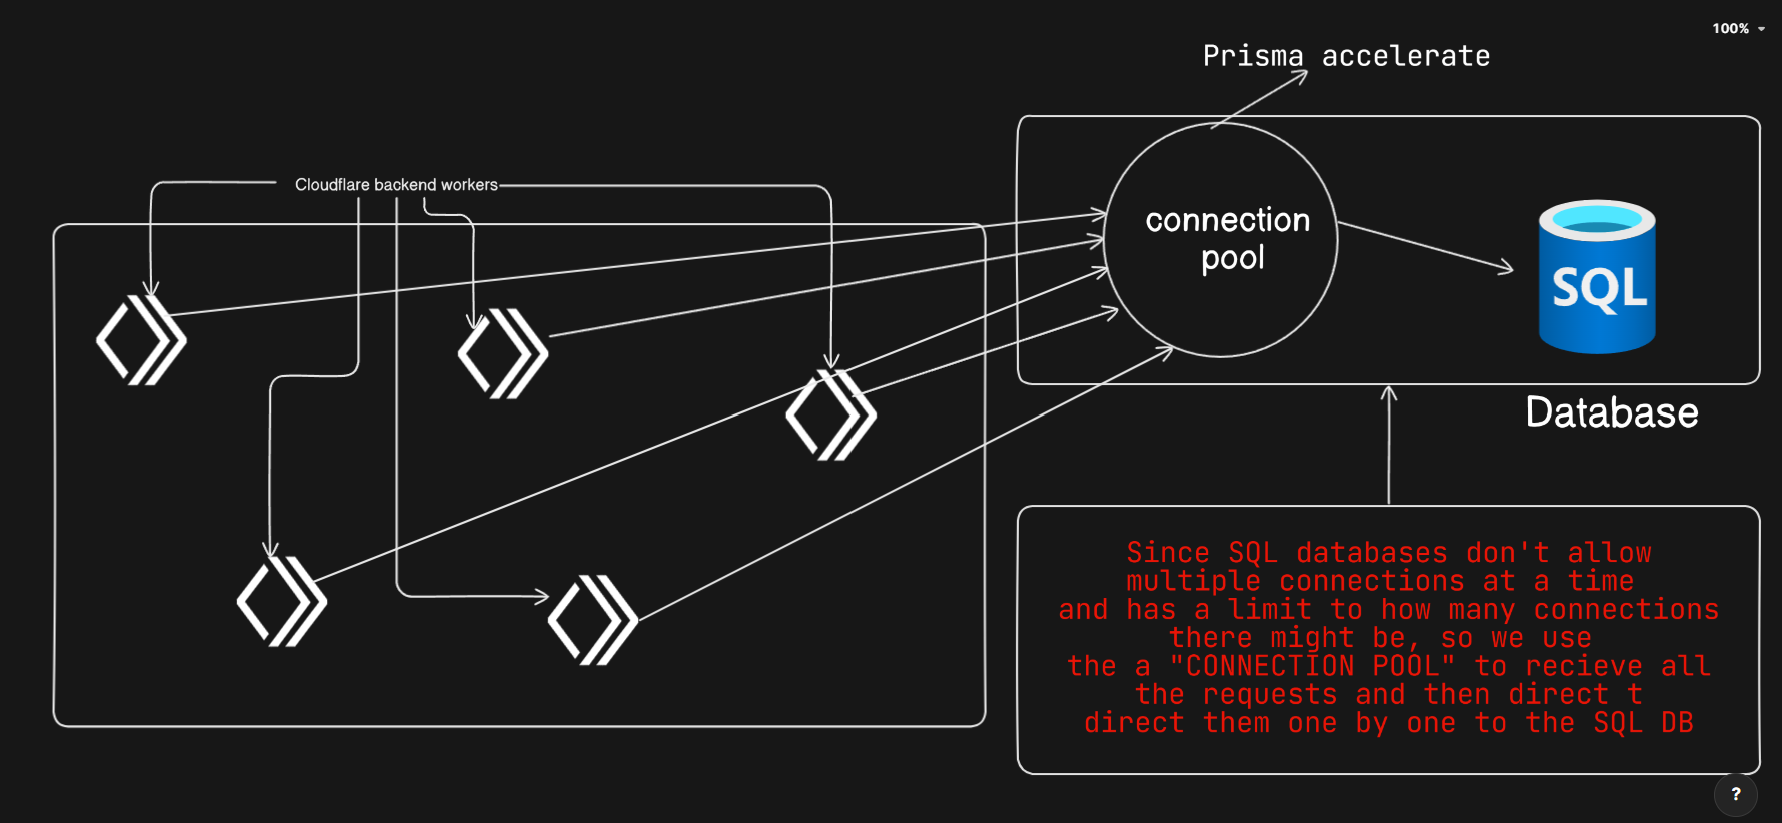 100%
Prisma accelerate
Cloudflare backend workers
connection
pool
SQL
Database
Since SQL databases don't allow
multiple connections at a time
and has a limit to how many connections
there might be, so we use
the a "CONNECTION POOL" to recieve all
the requests and then direct t
direct them one by one to the SQL DB
?